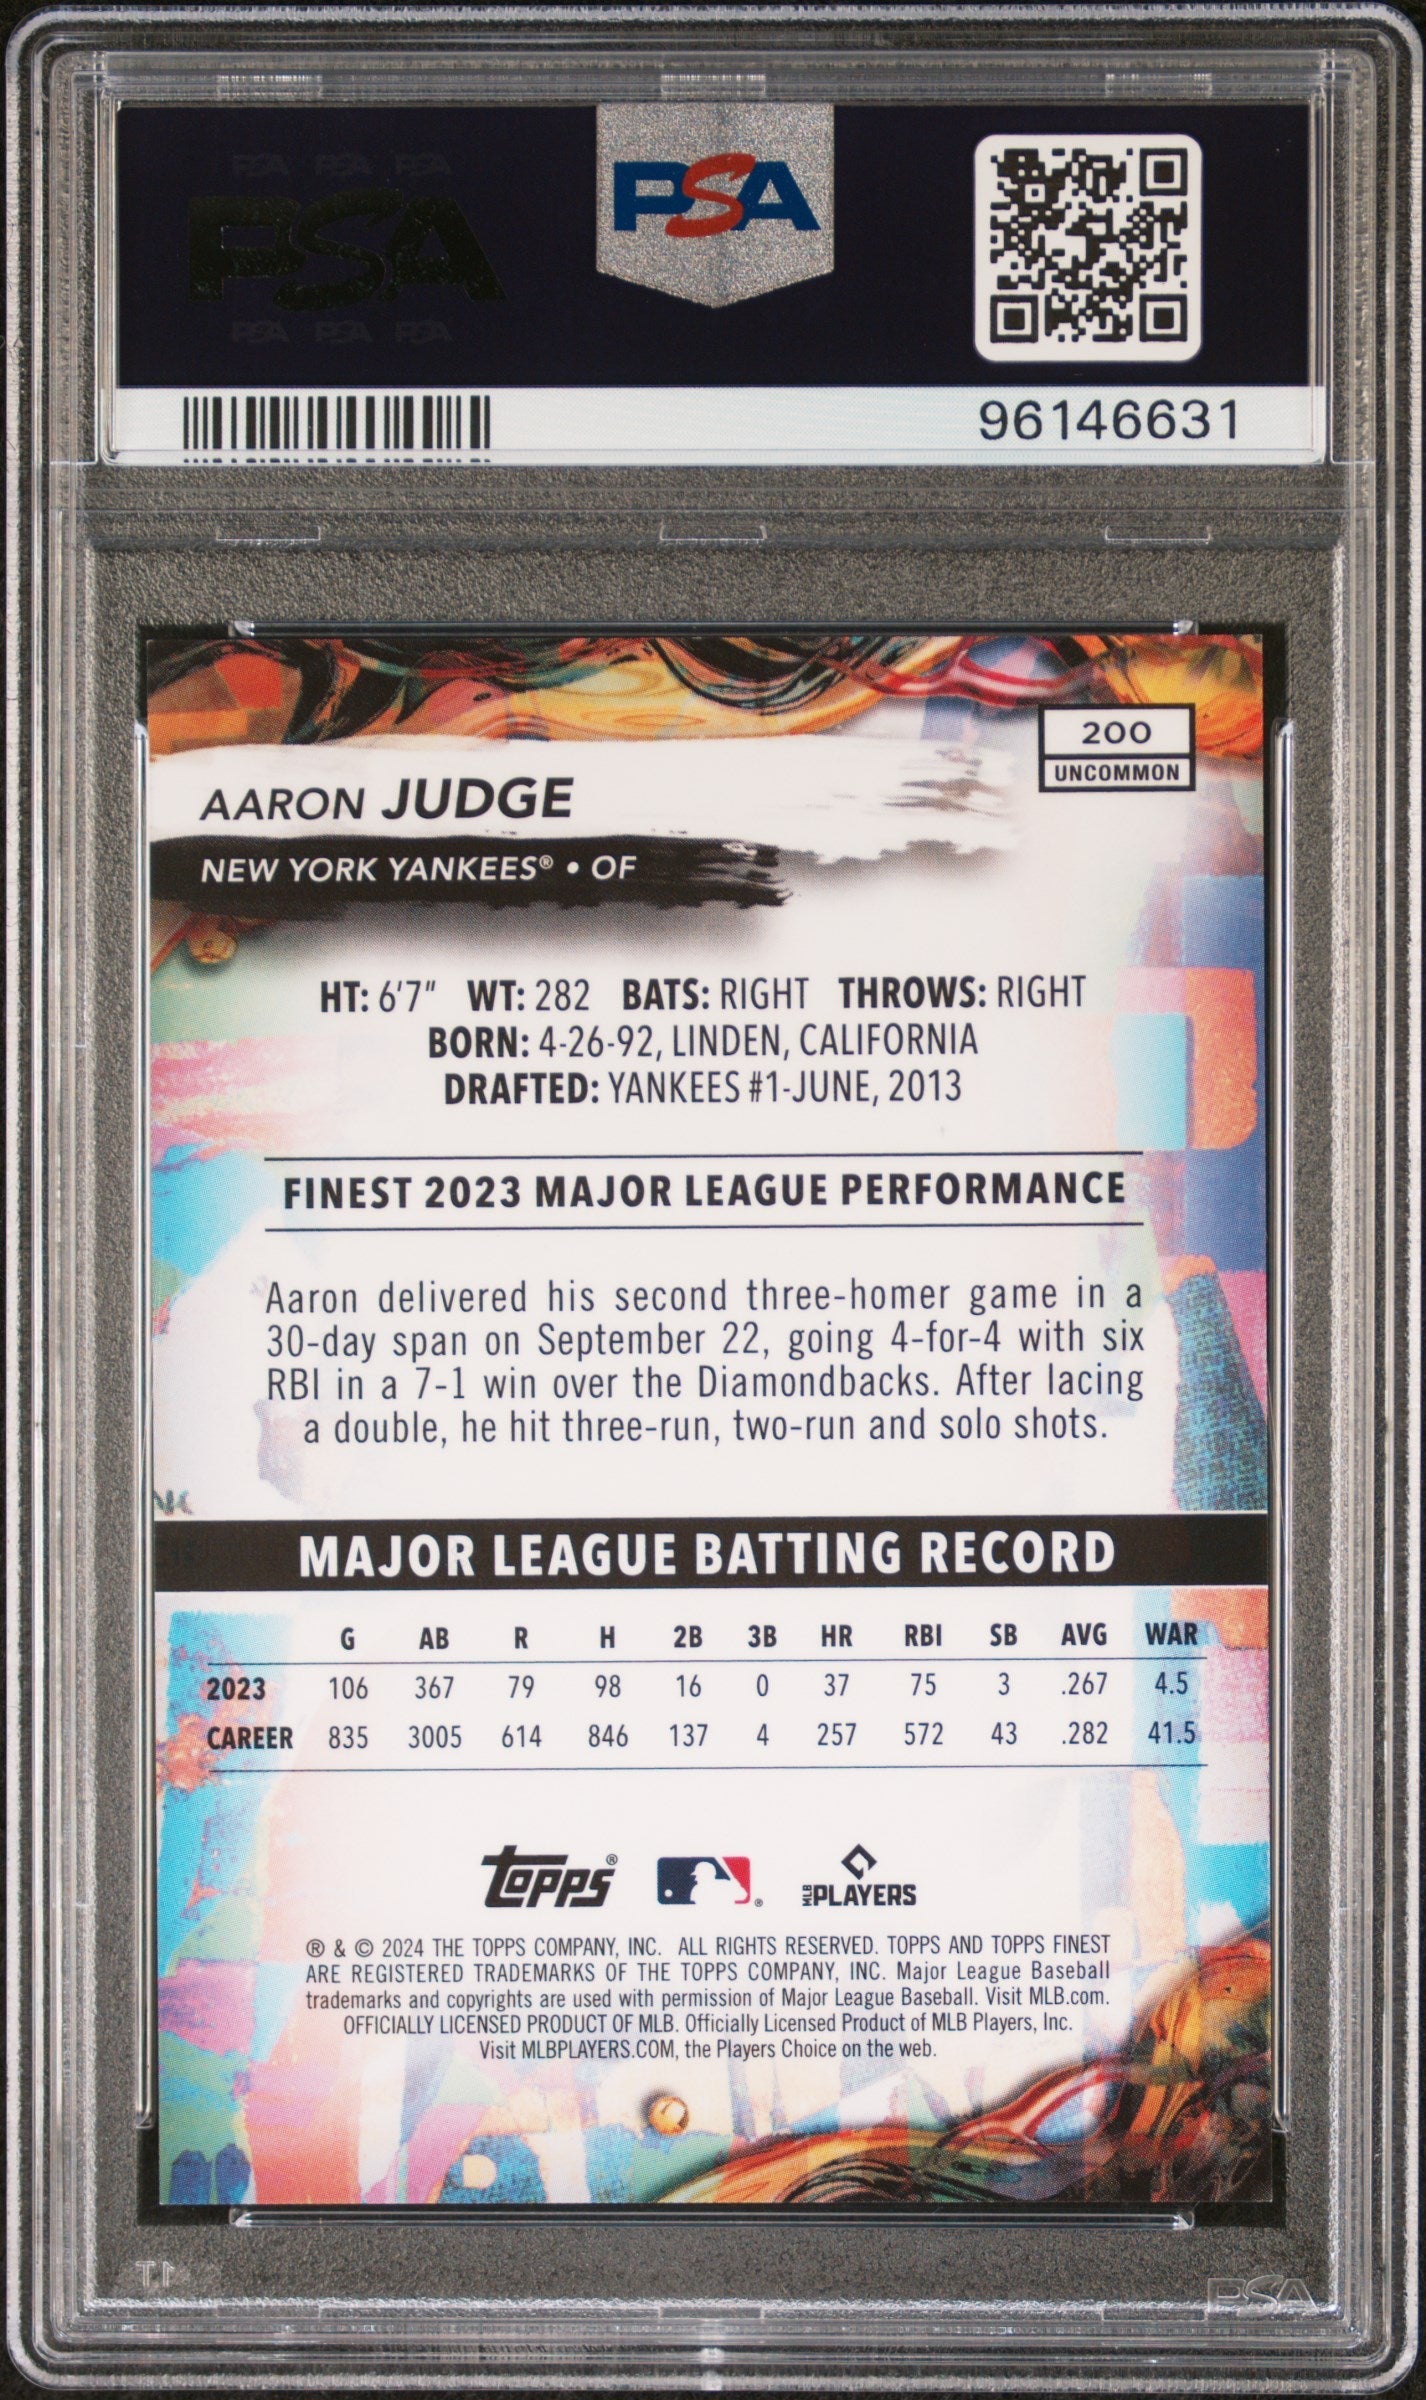 PSA PSA PSA
PSA
PSA PSA PSA
PSA
96146631
200
UNCOMMON
AARON JUDGE
NEW YORK YANKEES® • OF
HT: 6'7" WT: 282 BATS: RIGHT THROWS: RIGHT
BORN: 4-26-92, LINDEN, CALIFORNIA
DRAFTED: YANKEES #1-JUNE, 2013
FINEST 2023 MAJOR LEAGUE PERFORMANCE
Aaron delivered his second three-homer game in a
30-day span on September 22, going 4-for-4 with six
RBI in a 7-1 win over the Diamondbacks. After lacing
a double, he hit three-run, two-run and solo shots.
MAJOR LEAGUE BATTING RECORD
G AB R H 2B 3B HR RBI SB AVG WAR
2023 106 367 79 98 16 0 37 75 3 .267 4.5
CAREER 835 3005 614 846 137 4 257 572 43 .282 41.5
TOPPS® ® MLB PLAYERS
® & © 2024 THE TOPPS COMPANY, INC. ALL RIGHTS RESERVED. TOPPS AND TOPPS FINEST
ARE REGISTERED TRADEMARKS OF THE TOPPS COMPANY, INC. Major League Baseball
trademarks and copyrights are used with permission of Major League Baseball. Visit MLB.com.
OFFICIALLY LICENSED PRODUCT OF MLB. Officially Licensed Product of MLB Players, Inc.
Visit MLBPLAYERS.COM, the Players Choice on the web.
PSA